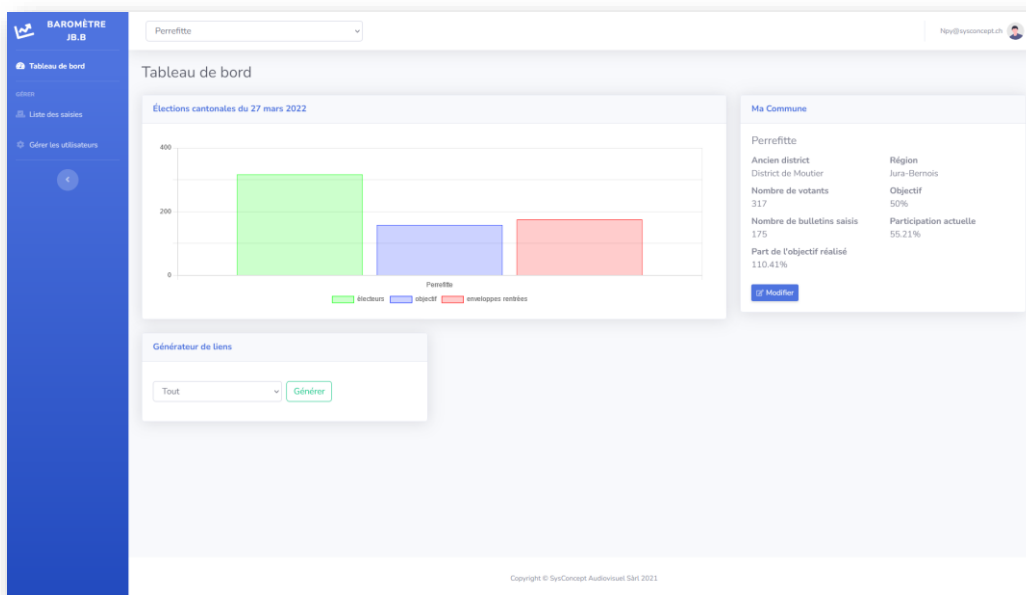 BAROMÈTRE
JB.B
Tableau de bord
GÉRER
Liste des saisies
Gérer les utilisateurs
Perrefitte
Npy@sysconcept.ch
Tableau de bord
Élections cantonales du 27 mars 2022
400
200
0
Perrefitte
électeurs objectif enveloppes rentrées
Ma Commune
Perrefitte
Ancien district Région
District de Moutier Jura-Bernois
Nombre de votants Objectif
317 50%
Nombre de bulletins saisis Participation actuelle
175 55.21%
Part de l'objectif réalisé
110.41%
Modifier
Générateur de liens
Tout Générer
Copyright © SysConcept Audiovisuel Sàrl 2021